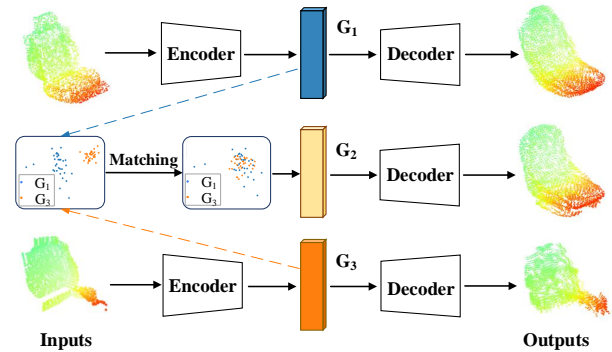 Encoder
G1
Decoder
Matching
G1
G3
G1
G3
G2
Decoder
Encoder
G3
Decoder
Inputs
Outputs